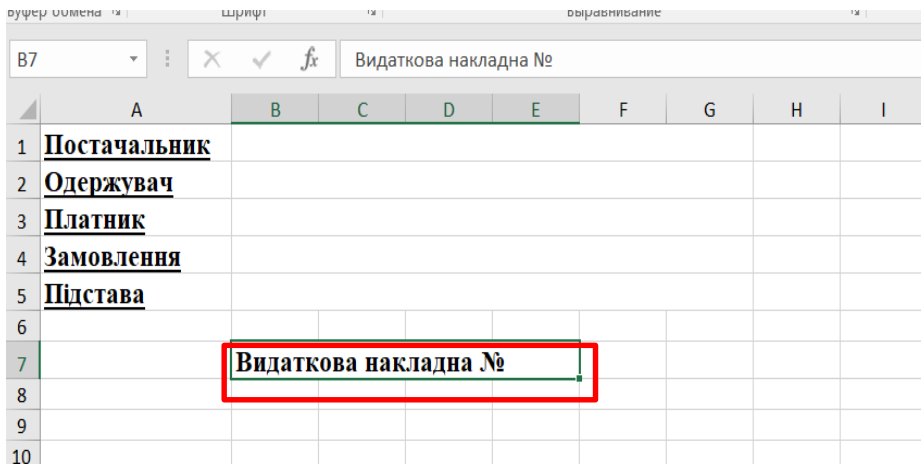 Буфер обмена Шрифт Выравнивание
B7 fx Видаткова накладна №
A B C D E F G H I
1 Постачальник
2 Одержувач
3 Платник
4 Замовлення
5 Підстава
6
7 Видаткова накладна №
8
9
10